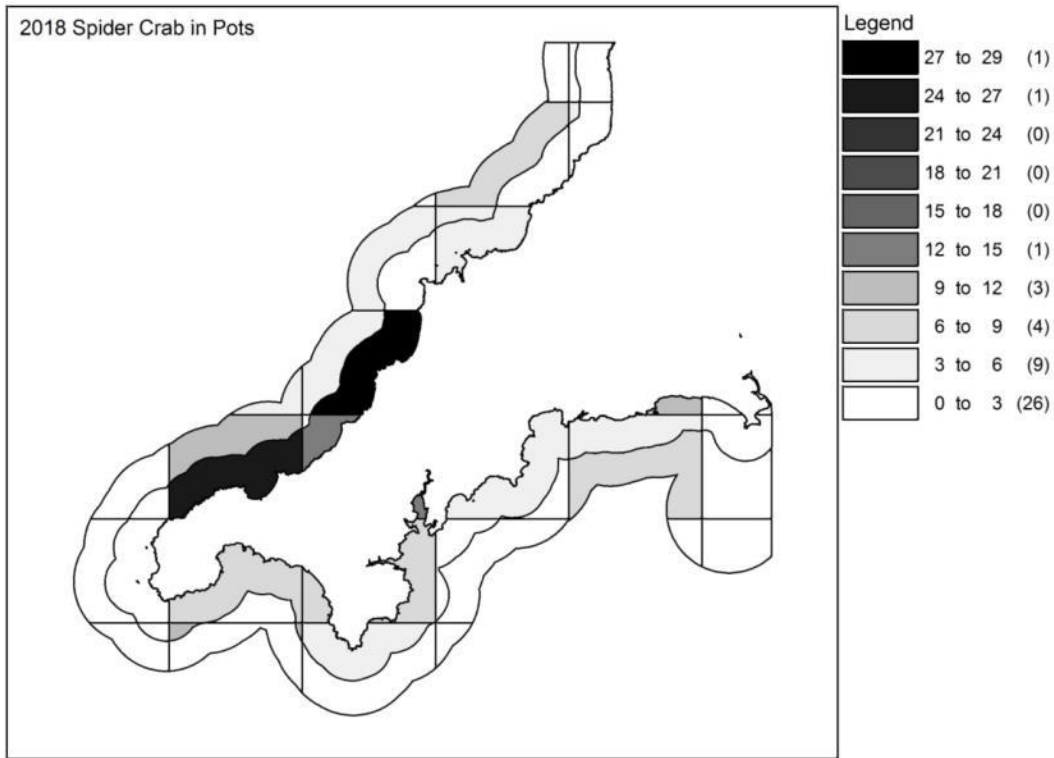 2018 Spider Crab in Pots
Legend
27 to 29 (1)
24 to 27 (1)
21 to 24 (0)
18 to 21 (0)
15 to 18 (0)
12 to 15 (1)
9 to 12 (3)
6 to 9 (4)
3 to 6 (9)
0 to 3 (26)